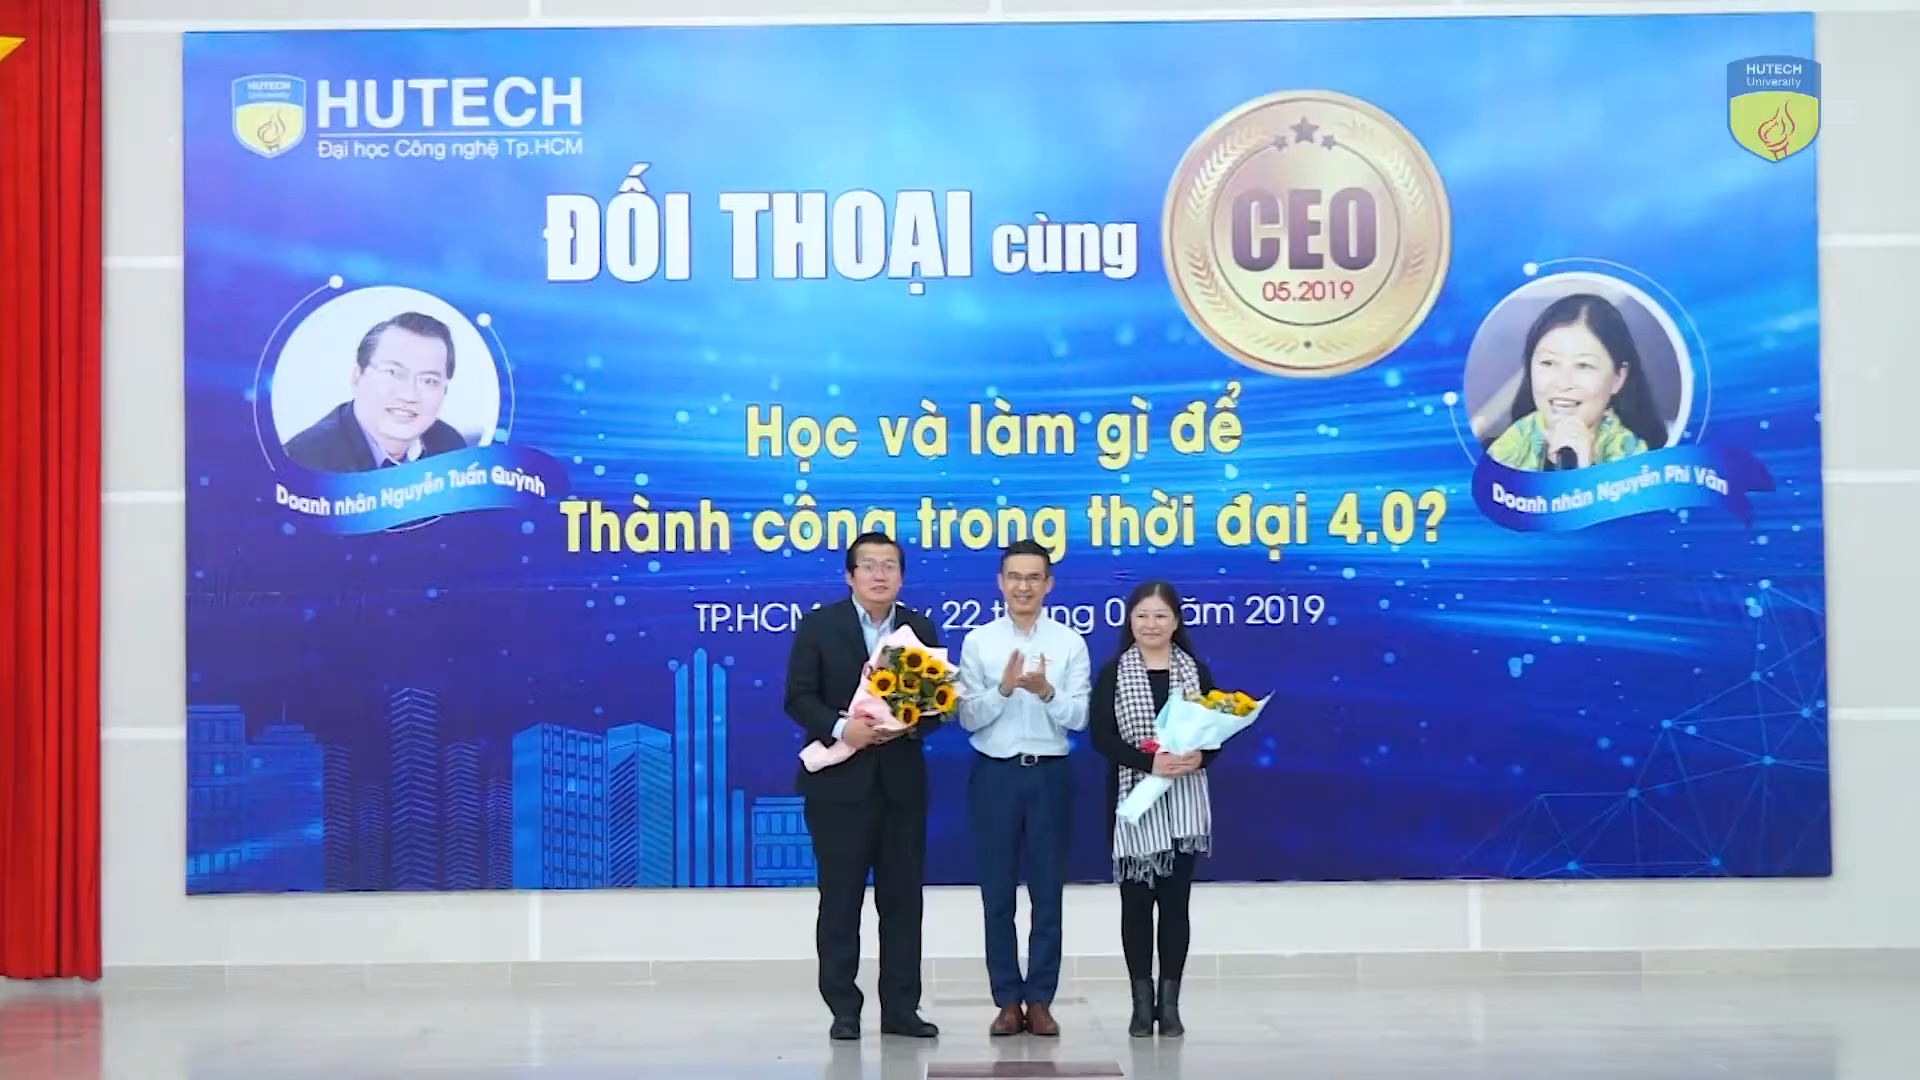 HUTECH
University
HUTECH
Đại học Công nghệ Tp.HCM
HUTECH
University
ĐỐI THOẠI cùng
CEO
05.2019
Học và làm gì để
Thành công trong thời đại 4.0?
Doanh nhân Nguyễn Tuấn Quỳnh
Doanh nhân Nguyễn Phi Vân
TP.HCM 22 năm 2019